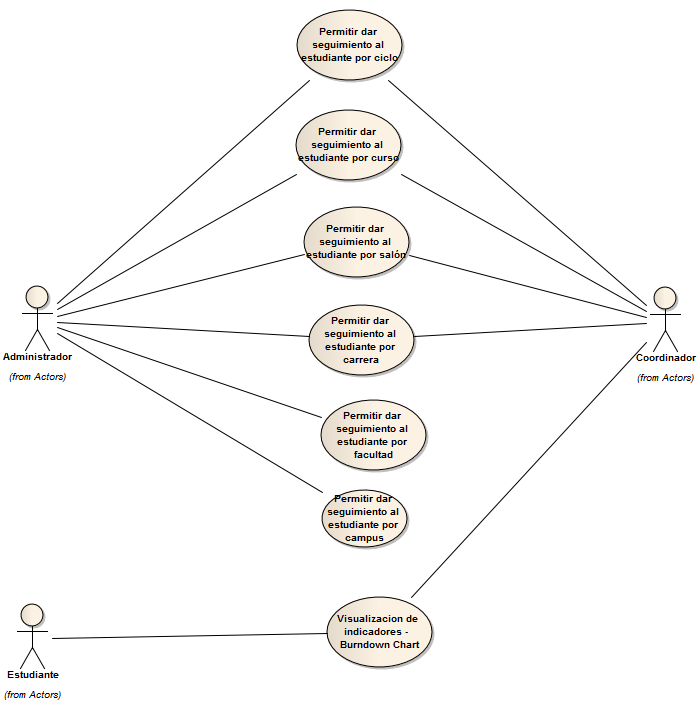 Permitir dar
seguimiento al
estudiante por ciclo
Permitir dar
seguimiento al
estudiante por curso
Permitir dar
seguimiento al
estudiante por salón
Administrador
(from Actors)
Permitir dar
seguimiento al
estudiante por
carrera
Coordinador
(from Actors)
Permitir dar
seguimiento al
estudiante por
facultad
Permitir dar
seguimiento al
estudiante por
campus
Visualizacion de
indicadores -
Burndown Chart
Estudiante
(from Actors)